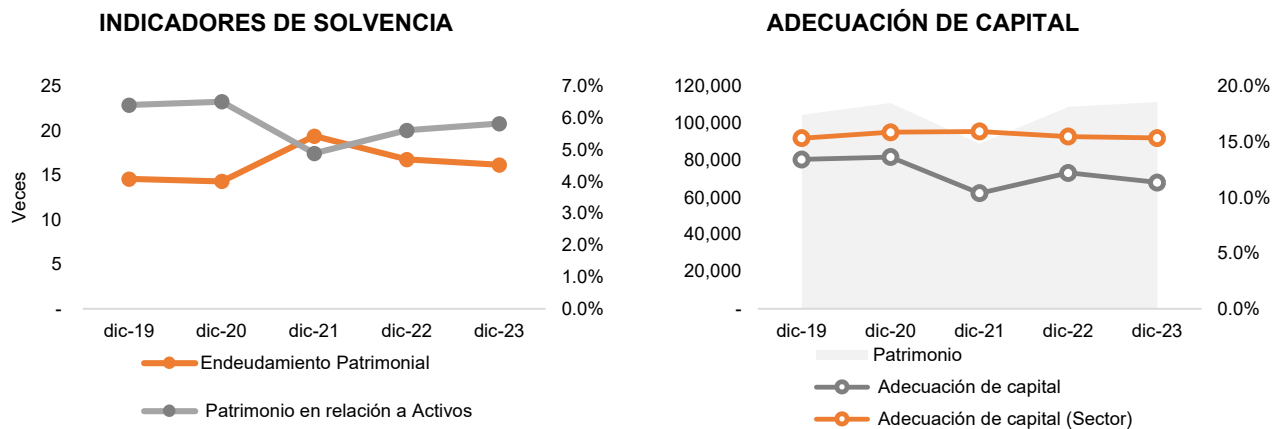 INDICADORES DE SOLVENCIA
25
20
15
10
5
-
Veces
7.0%
6.0%
5.0%
4.0%
3.0%
2.0%
1.0%
0.0%
dic-19 dic-20 dic-21 dic-22 dic-23
Endeudamiento Patrimonial
Patrimonio en relación a Activos
ADECUACIÓN DE CAPITAL
120,000
100,000
80,000
60,000
40,000
20,000
-
20.0%
15.0%
10.0%
5.0%
0.0%
dic-19 dic-20 dic-21 dic-22 dic-23
Patrimonio
Adecuación de capital
Adecuación de capital (Sector)